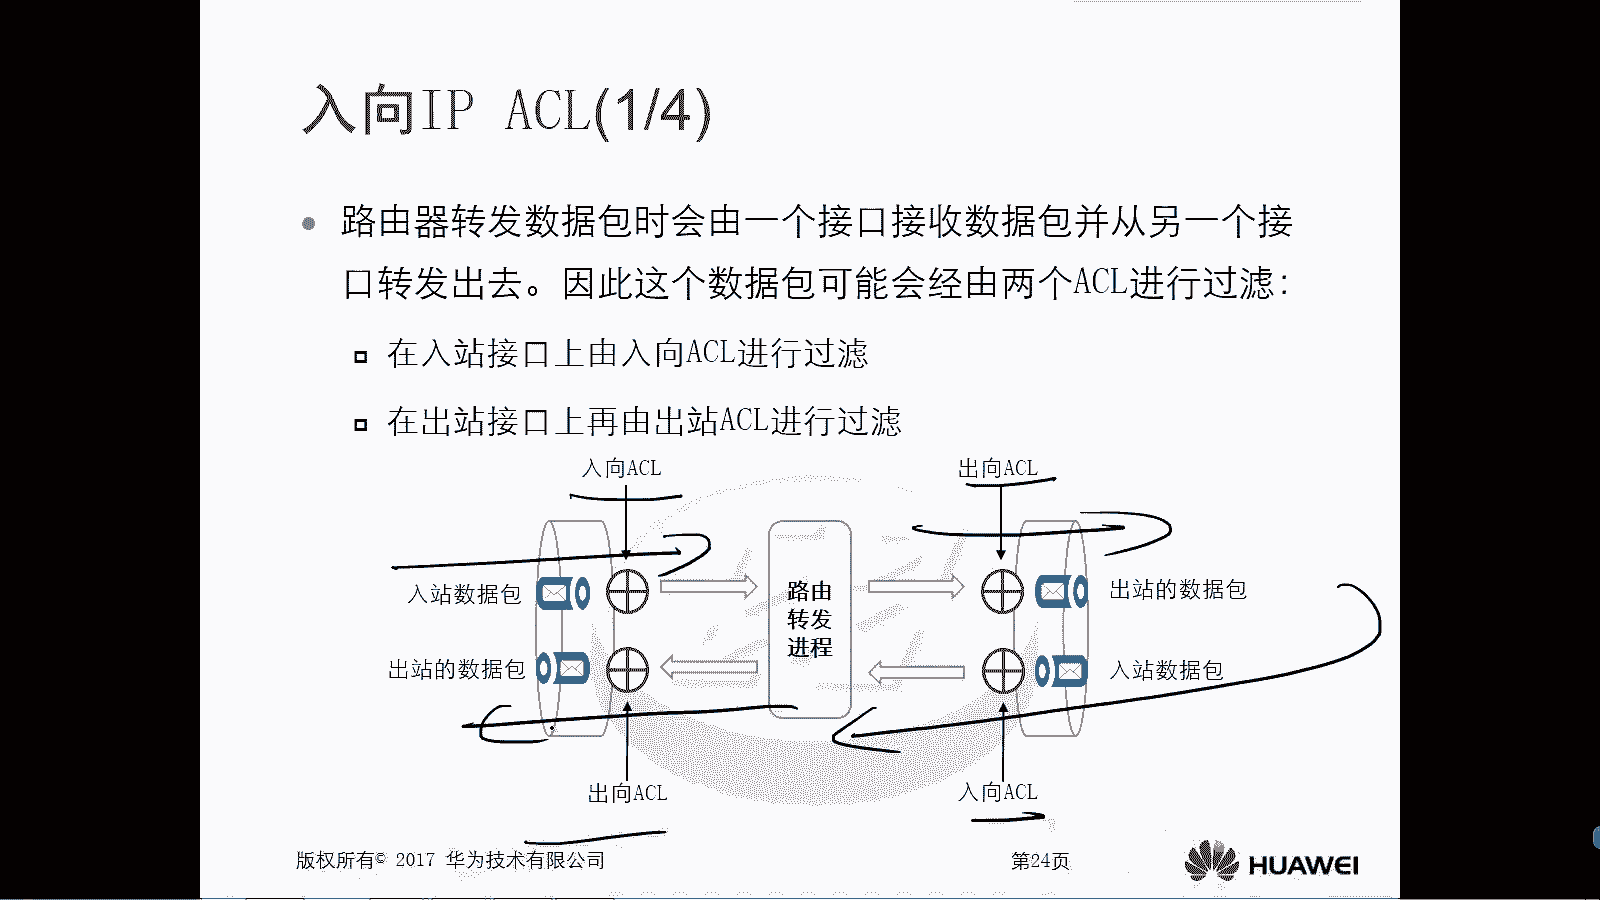 入向IP ACL(1/4)
路由器转发数据包时会由一个接口接收数据包并从另一个接
口转发出去。因此这个数据包可能会经由两个ACL进行过滤：
在入站接口上由入向ACL进行过滤
在出站接口上再由出站ACL进行过滤
入向ACL
出向ACL
入站数据包
路由
转发
进程
出站的数据包
出站的数据包
入站数据包
出向ACL
入向ACL
版权所有© 2017 华为技术有限公司
第24页
HUAWEI